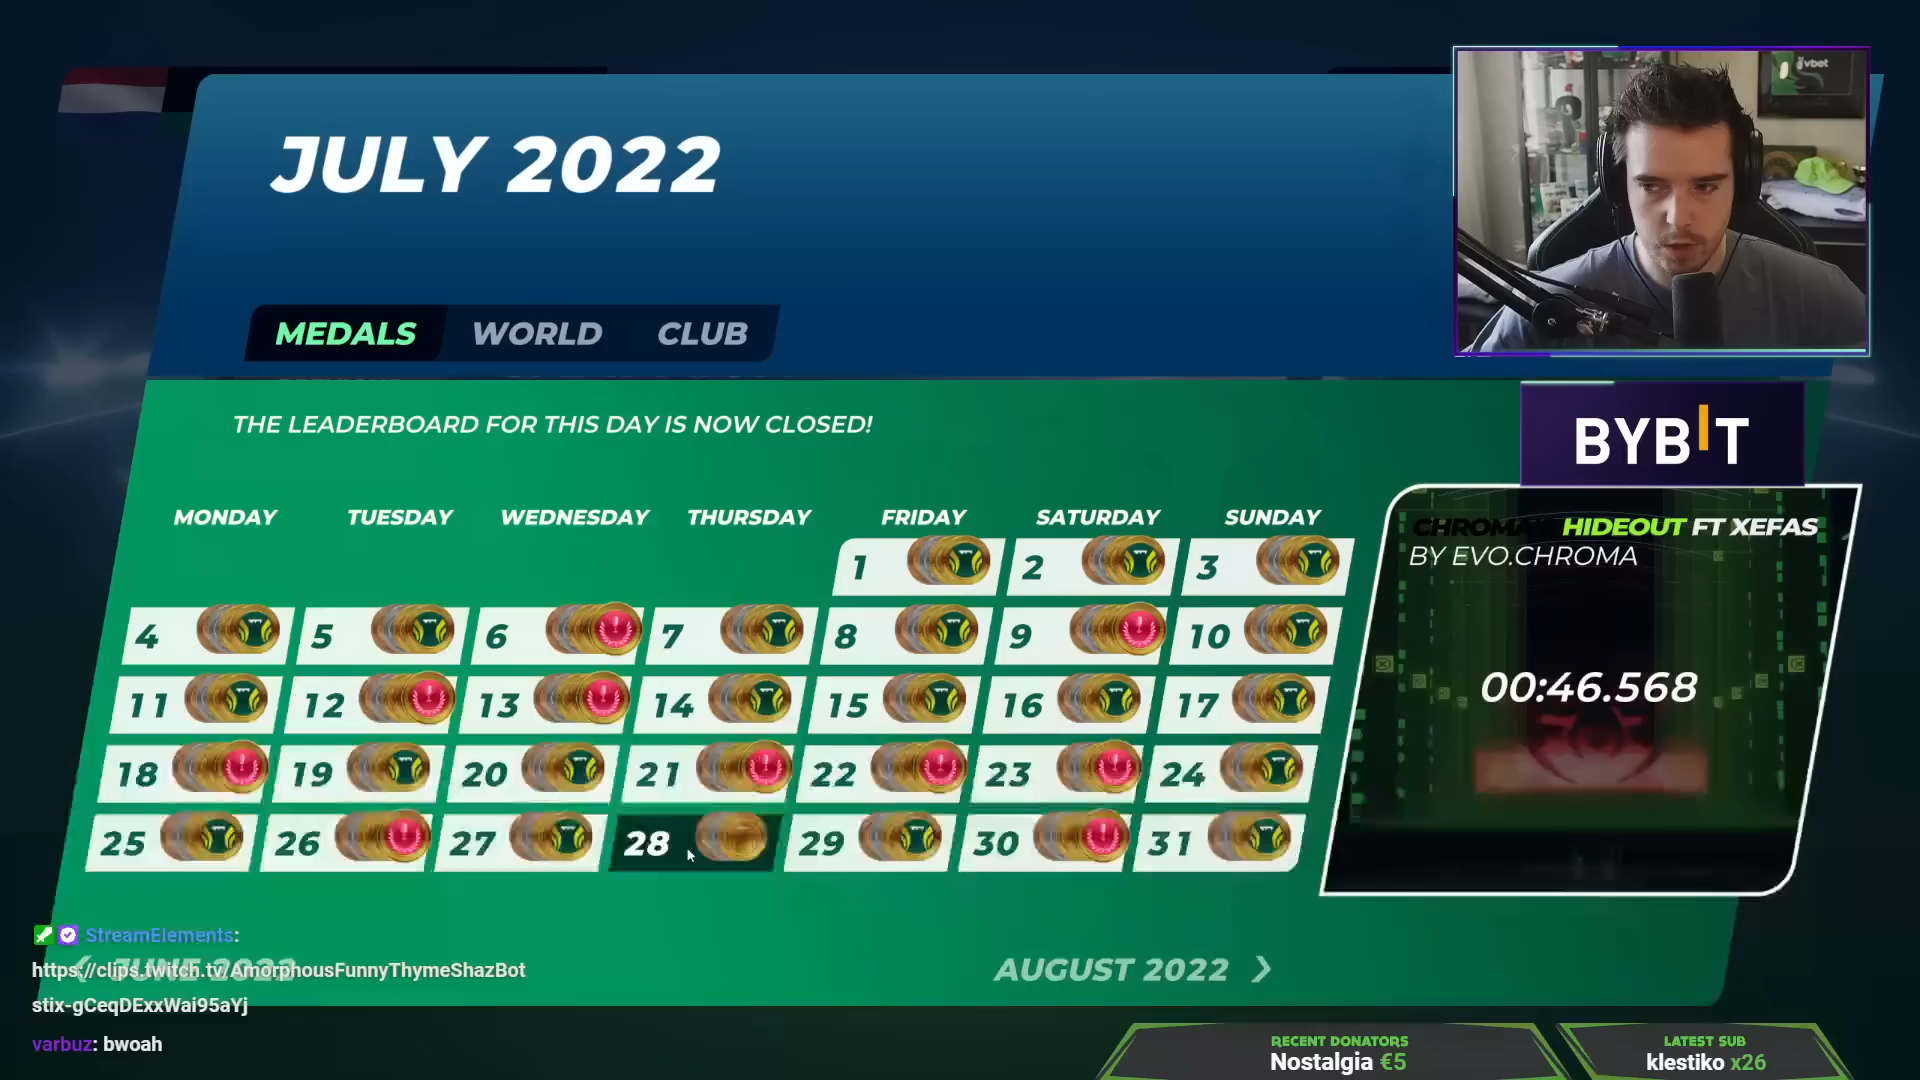 JULY 2022
vbet
MEDALS WORLD CLUB
THE LEADERBOARD FOR THIS DAY IS NOW CLOSED!
BYBIT
MONDAY TUESDAY WEDNESDAY THURSDAY FRIDAY SATURDAY SUNDAY
1 2 3
4 5 6 7 8 9 10
11 12 13 14 15 16 17
18 19 20 21 22 23 24
25 26 27 28 29 30 31
HIDEOUT FT XEFAS
BY EVO.CHROMA
00:46.568
StreamElements:
https://clips.twitch.tv/AmorphousFunnyThymeShazBot
stix-gCeqDExxWai95aYj
varbuz: bwoah
JUNE 2022
AUGUST 2022
RECENT DONATORS
Nostalgia €5
LATEST SUB
klestiko x26